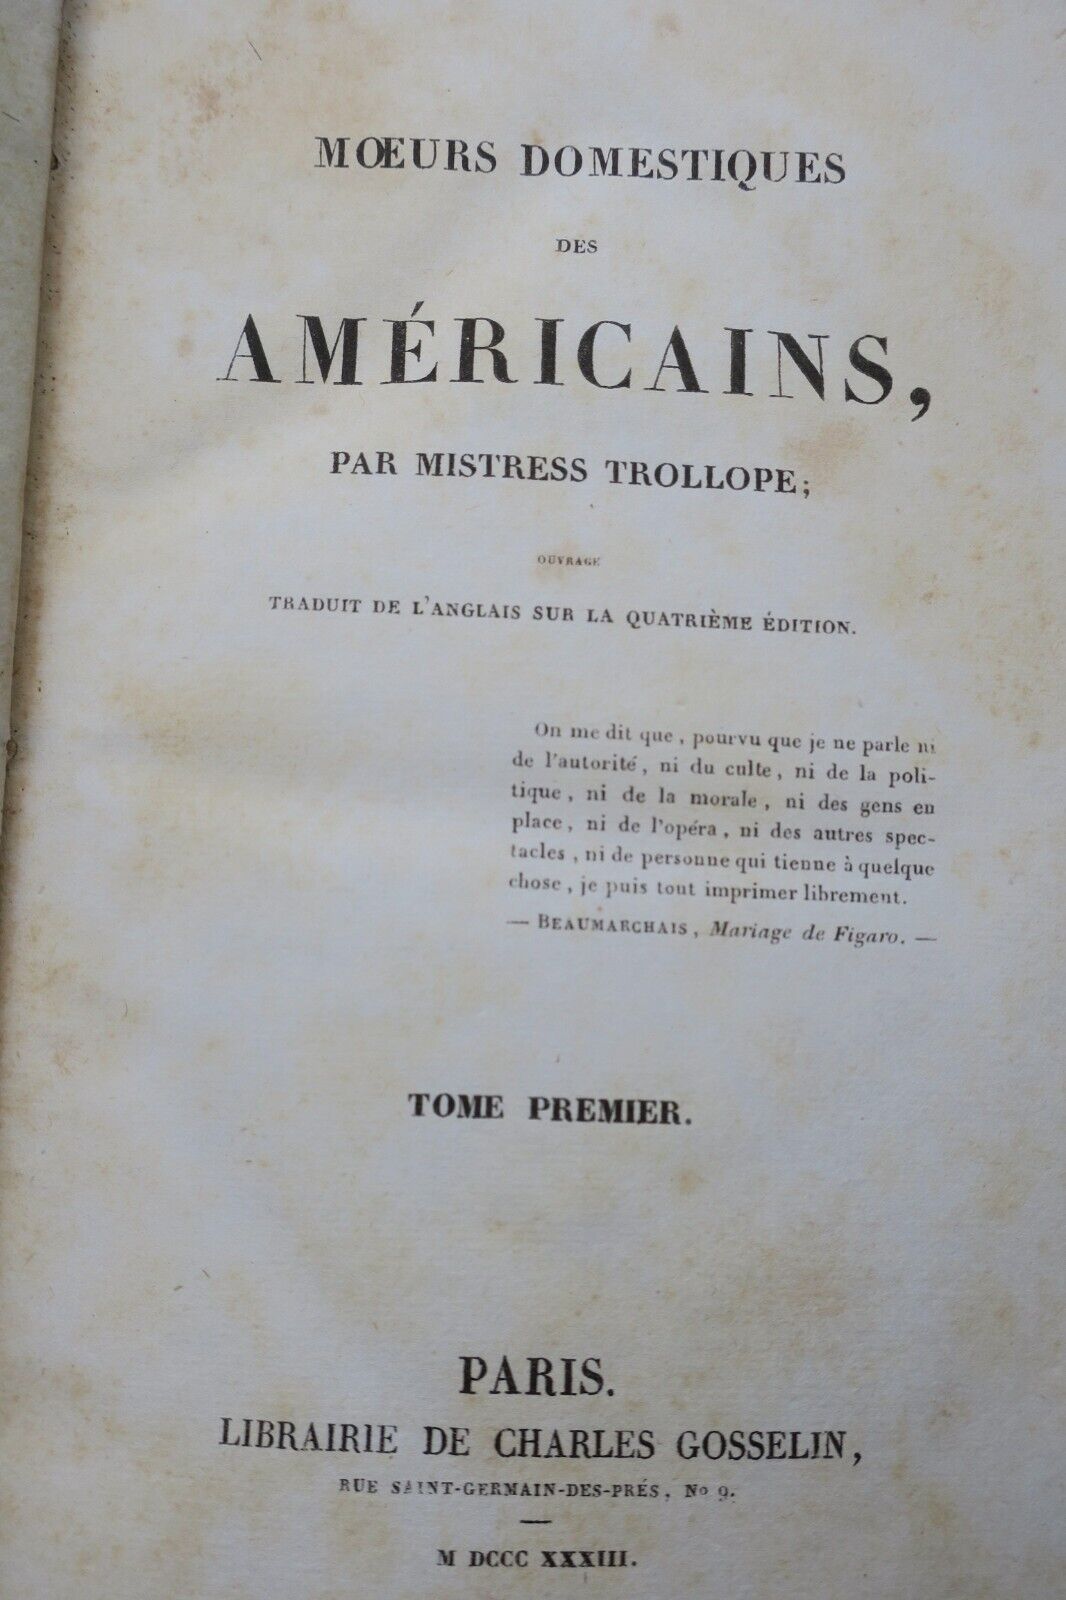 MŒURS DOMESTIQUES
DES
AMÉRICAINS,
PAR MISTRESS TROLLOPE;
OUVRAGE
TRADUIT DE L'ANGLAIS SUR LA QUATRIÈME ÉDITION.
On me dit que, pourvu que je ne parle ni
de l'autorité, ni du culte, ni de la poli-
tique, ni de la morale, ni des gens en
place, ni de l'opéra, ni des autres spec-
tacles, ni de personne qui tienne à quelque
chose, je puis tout imprimer librement.
— BEAUMARCHAIS, Mariage de Figaro. —
TOME PREMIER.
PARIS.
LIBRAIRIE DE CHARLES GOSSELIN,
RUE SAINT-GERMAIN-DES-PRÉS, No 9.
M DCCC XXXIII.